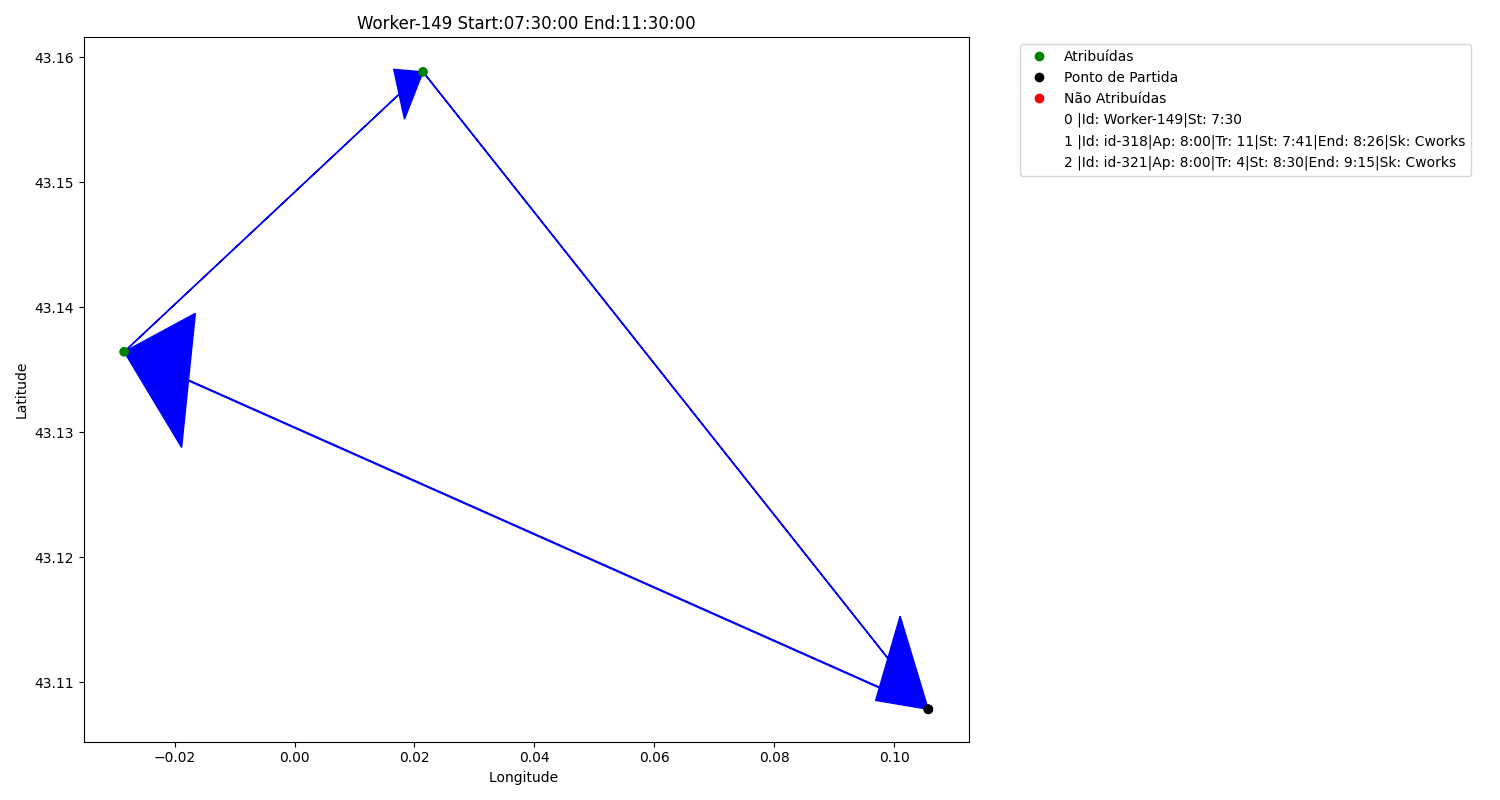 Worker-149 Start:07:30:00 End:11:30:00
Atribuídas
Ponto de Partida
Não Atribuídas
0 |Id: Worker-149|St: 7:30
1 |Id: id-318|Ap: 8:00|Tr: 11|St: 7:41|End: 8:26|Sk: Cworks
2 |Id: id-321|Ap: 8:00|Tr: 4|St: 8:30|End: 9:15|Sk: Cworks
43.16
43.15
43.14
43.13
43.12
43.11
Latitude
−0.02 0.00 0.02 0.04 0.06 0.08 0.10
Longitude